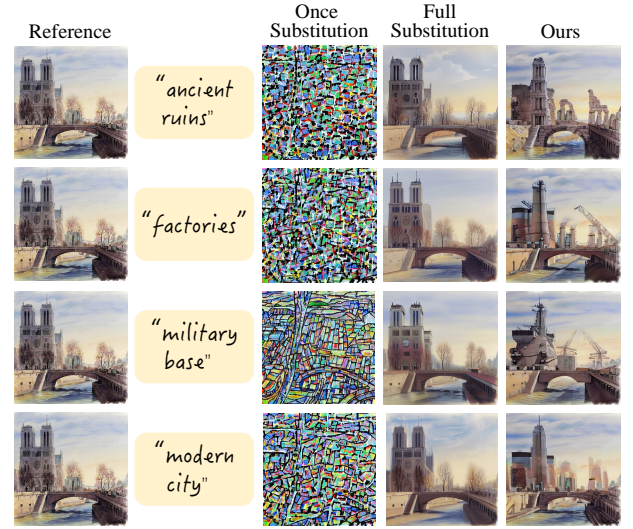 Reference
Once
Substitution
Full
Substitution
Ours
"ancient
ruins"
"factories"
"military
base"
"modern
city"